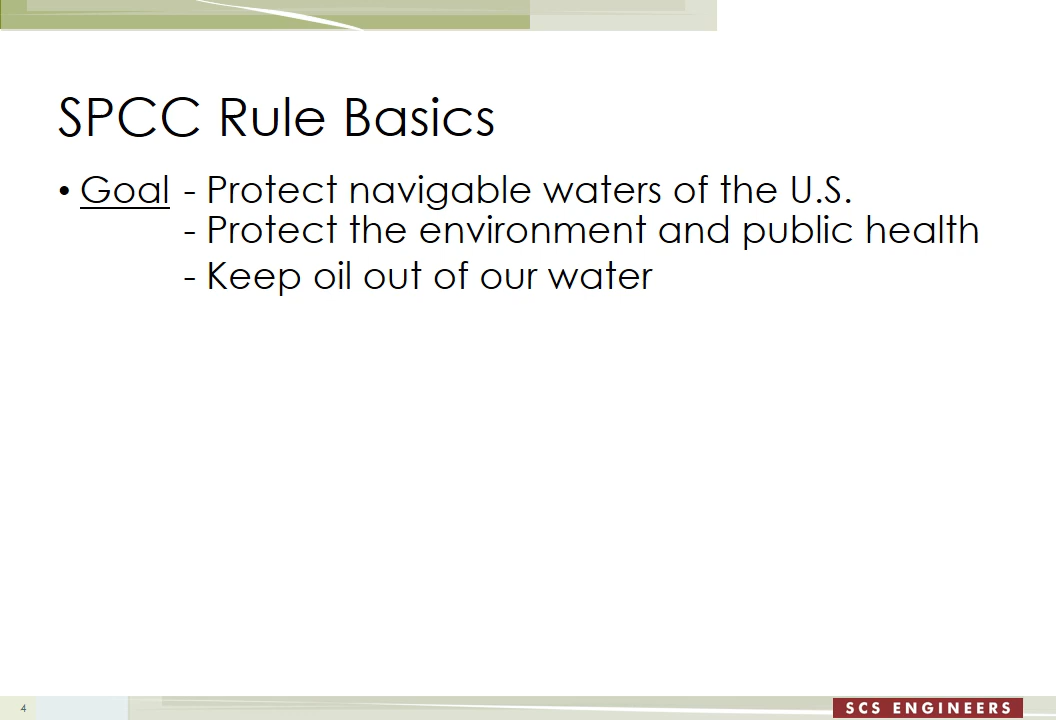 SPCC Rule Basics
• Goal - Protect navigable waters of the U.S.
- Protect the environment and public health
- Keep oil out of our water
4
SCS ENGINEERS